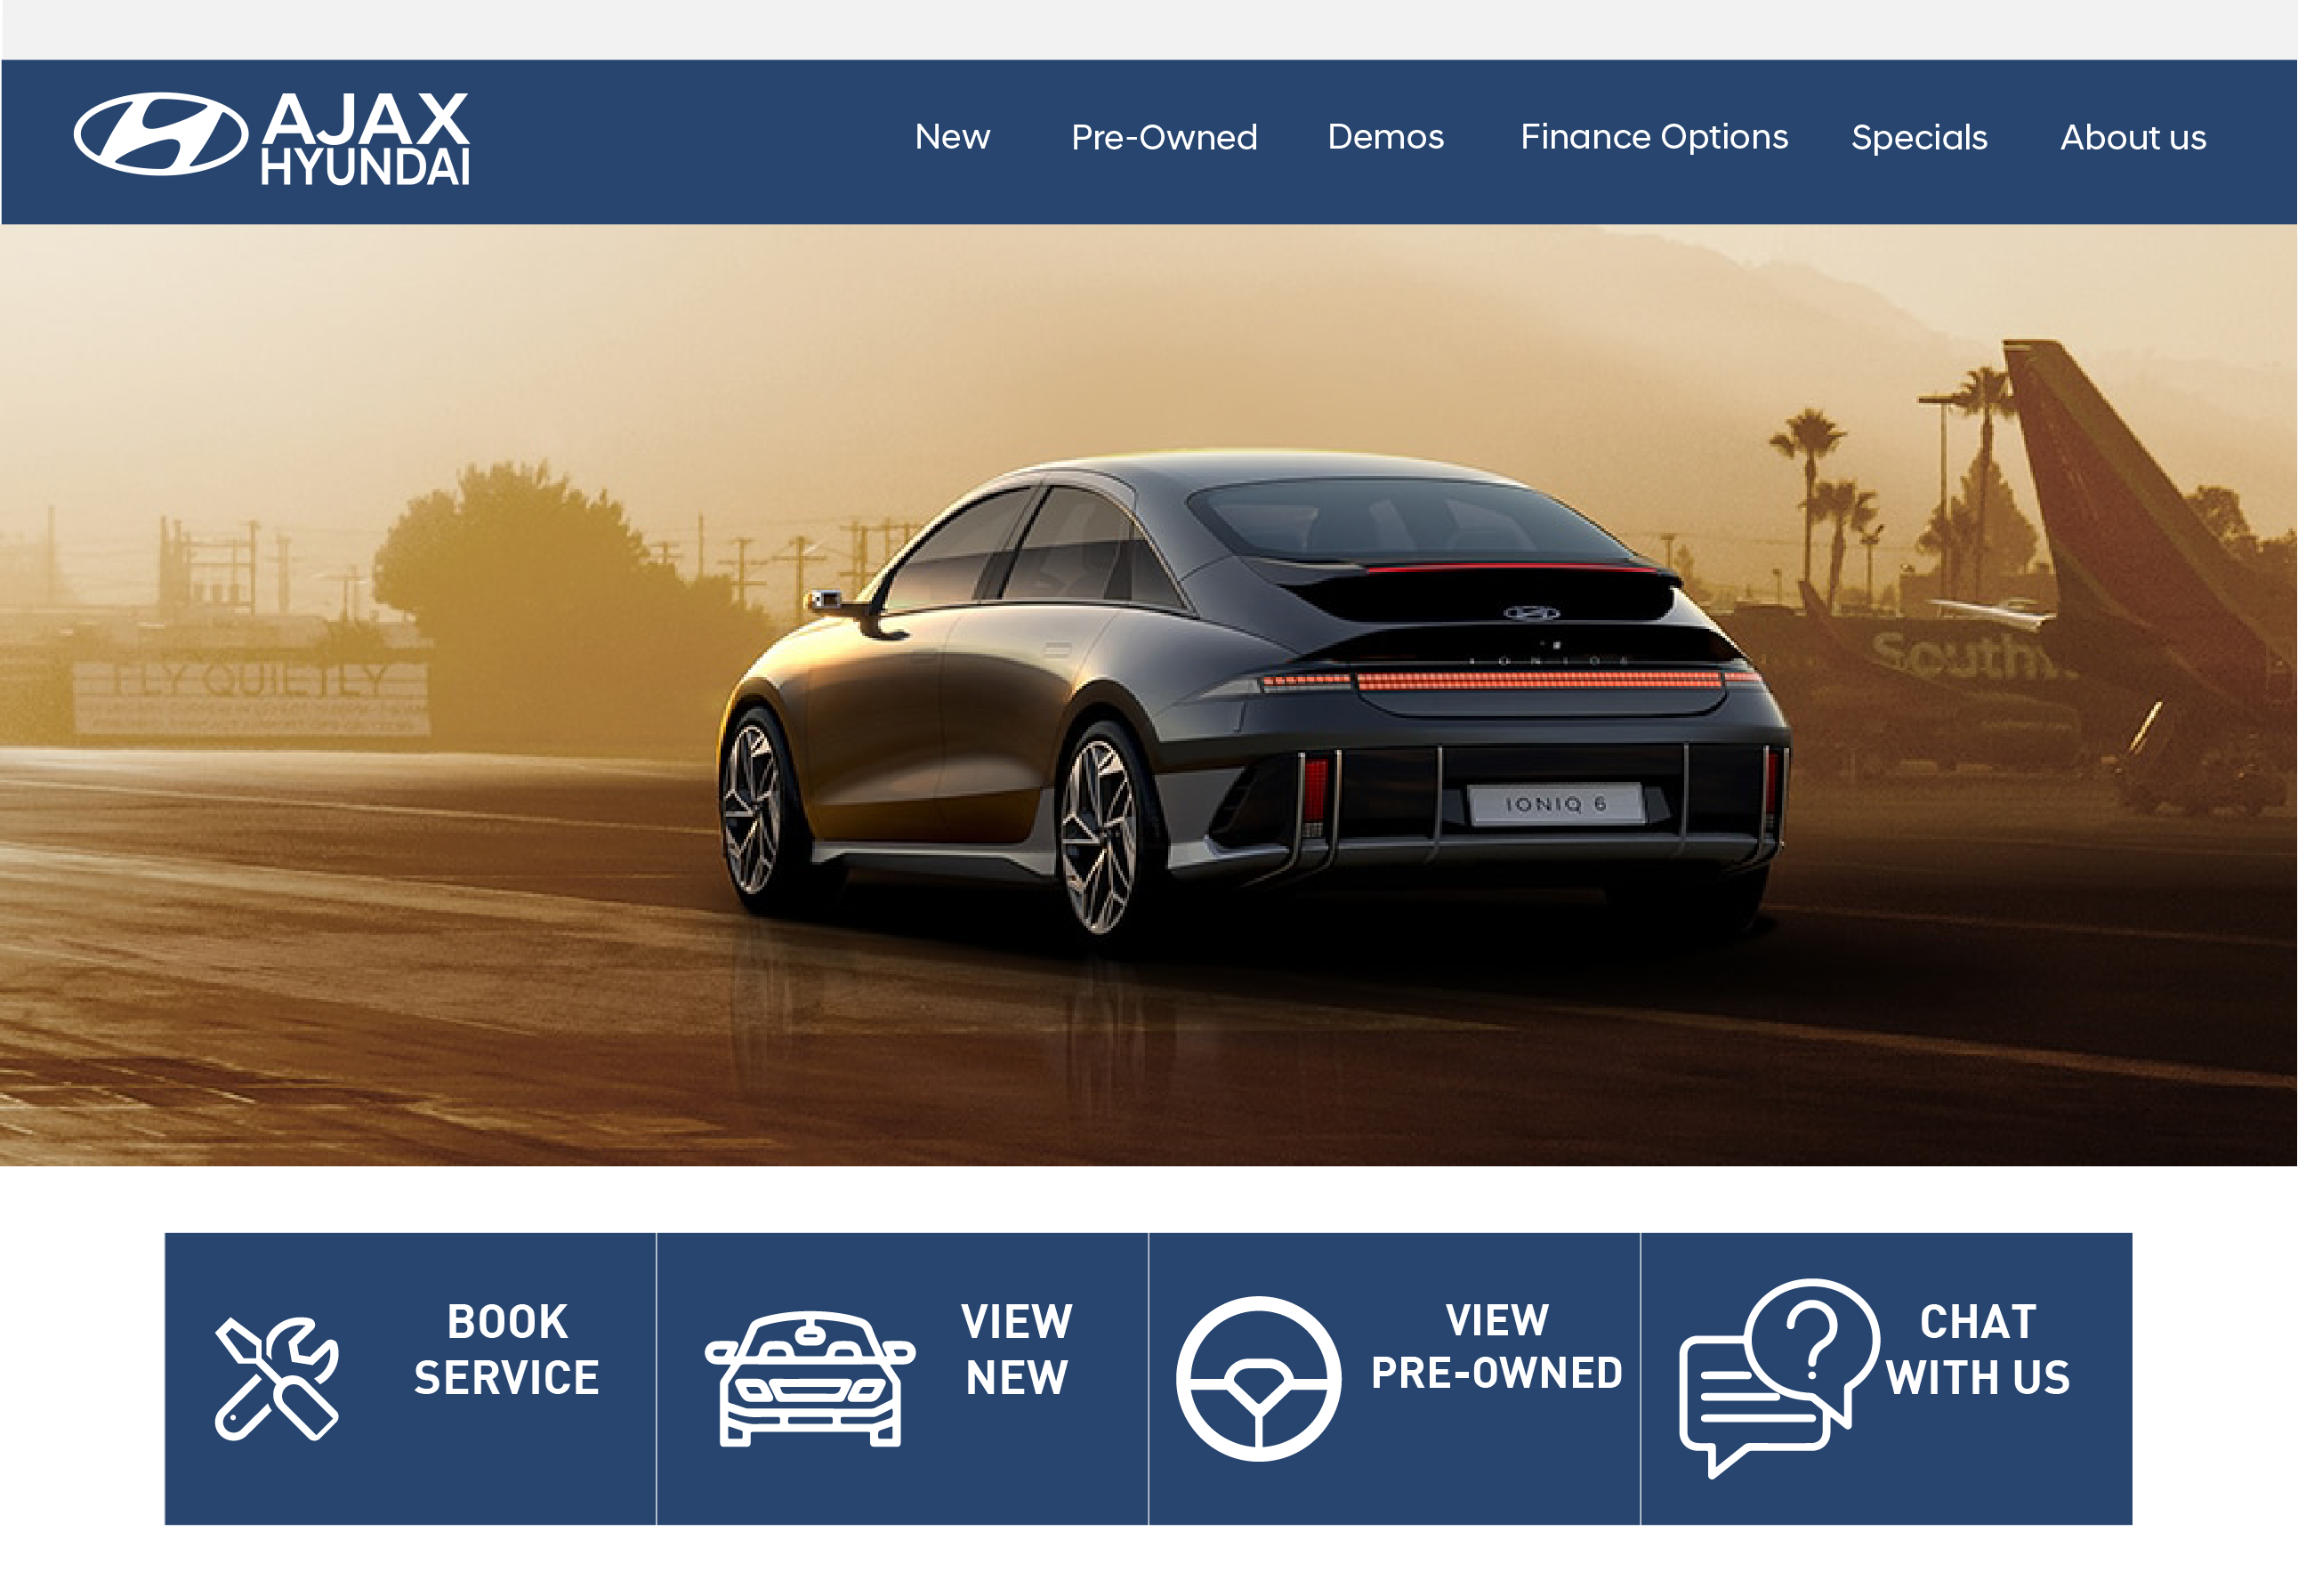 AJAX
HYUNDAI
New Pre-Owned Demos Finance Options Specials About us
FLY QUIETLY
IONIQ 6
BOOK
SERVICE
VIEW
NEW
VIEW
PRE-OWNED
CHAT
WITH US